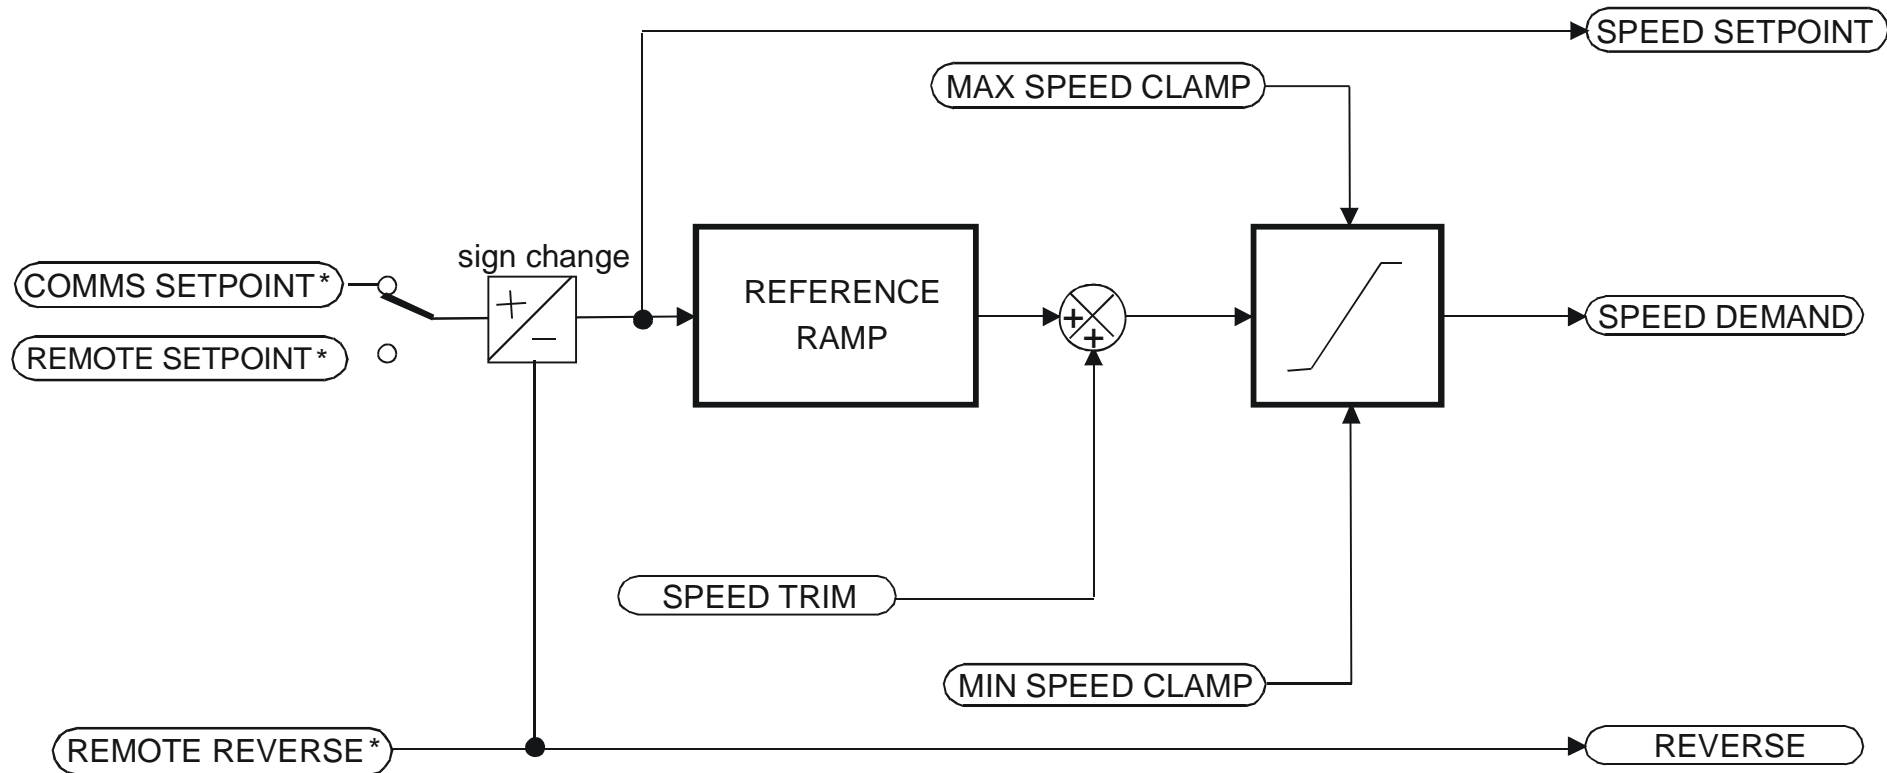 SPEED SETPOINT
MAX SPEED CLAMP
sign change
COMMS SETPOINT*
+
−
REFERENCE
RAMP
+
+
SPEED DEMAND
REMOTE SETPOINT*
SPEED TRIM
MIN SPEED CLAMP
REMOTE REVERSE*
REVERSE